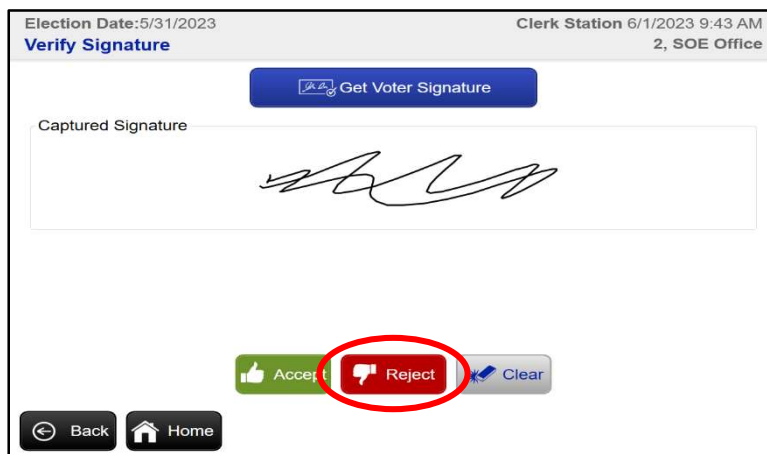 Election Date:5/31/2023 Clerk Station 6/1/2023 9:43 AM
Verify Signature 2, SOE Office
Get Voter Signature
Captured Signature
Accept Reject Clear
Back Home